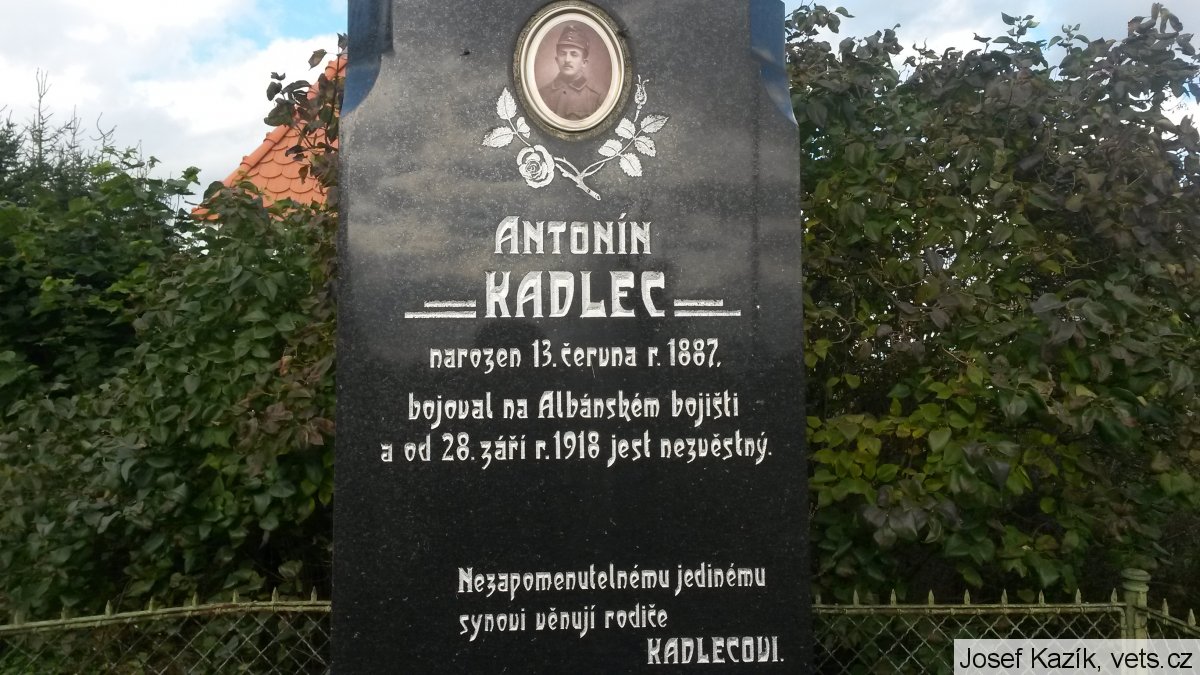 Antonín
KADLEC
narozen 13. června r. 1887,
bojoval na Albánském bojišti
a od 28. září r. 1918 jest nezvěstný.
Nezapomenutelnému jedinému
synovi věnují rodiče
KADLECOVI.
Josef Kazík, vets.cz